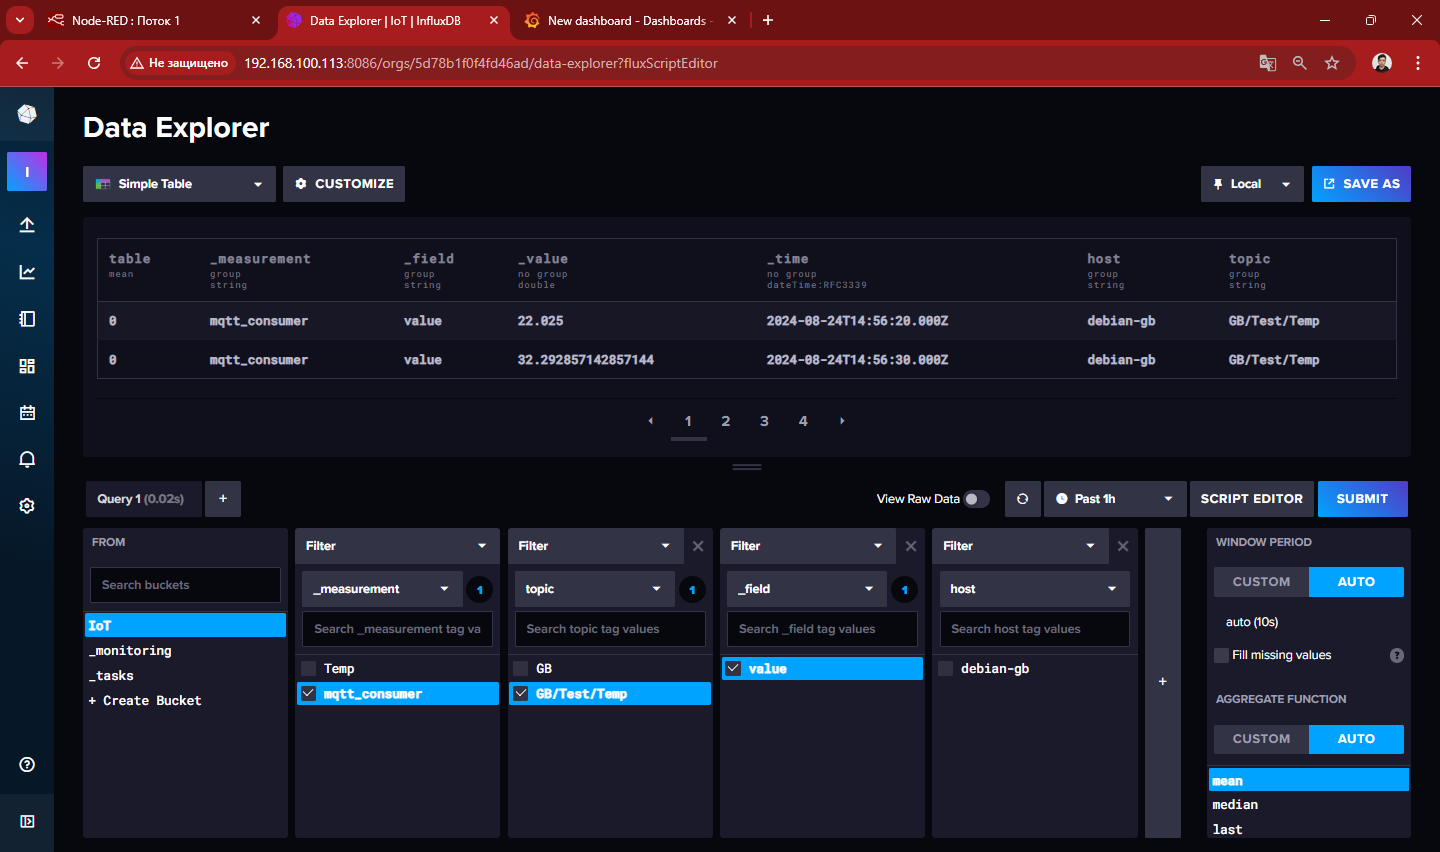 Node-RED : Поток 1
Data Explorer | IoT | InfluxDB
New dashboard - Dashboards -
Не защищено
192.168.100.113:8086/orgs/5d78b1f0f4fd46ad/data-explorer?fluxScriptEditor
I
Data Explorer
Simple Table
CUSTOMIZE
Local
SAVE AS
table _measurement _field _value _time host topic
mean group group no group no group group group
string string double dateTime:RFC3339 string string
0 mqtt_consumer value 22.025 2024-08-24T14:56:20.000Z debian-gb GB/Test/Temp
0 mqtt_consumer value 32.292857142857144 2024-08-24T14:56:30.000Z debian-gb GB/Test/Temp
1 2 3 4
Query 1 (0.02s)
+
View Raw Data
Past 1h
SCRIPT EDITOR
SUBMIT
FROM
Search buckets
IoT
_monitoring
_tasks
+ Create Bucket
Filter
_measurement
1
Search _measurement tag va
Temp
mqtt_consumer
Filter
topic
1
Search topic tag values
GB
GB/Test/Temp
Filter
_field
1
Search _field tag values
value
Filter
host
Search host tag values
debian-gb
+
WINDOW PERIOD
CUSTOM AUTO
auto (10s)
Fill missing values
?
AGGREGATE FUNCTION
CUSTOM AUTO
mean
median
last